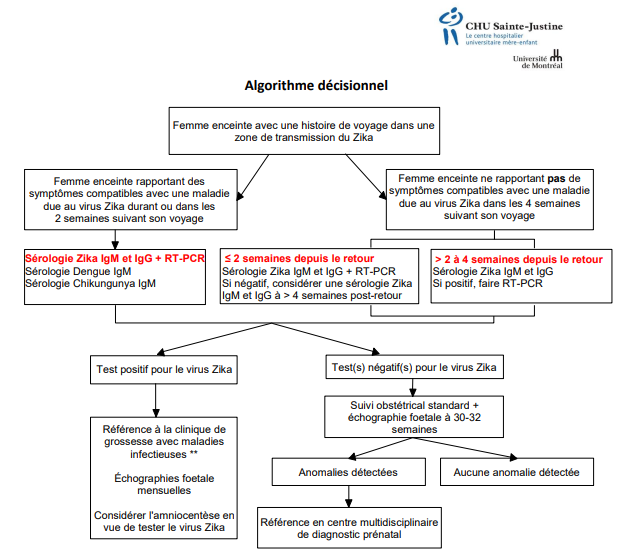 CHU Sainte-Justine
Le centre hospitalier
universitaire mère-enfant
Université
de Montréal
Algorithme décisionnel
Femme enceinte avec une histoire de voyage dans une
zone de transmission du Zika
Femme enceinte rapportant des
symptômes compatibles avec une maladie
due au virus Zika durant ou dans les
2 semaines suivant son voyage
Femme enceinte ne rapportant pas de
symptômes compatibles avec une maladie
due au virus Zika dans les 4 semaines
suivant son voyage
Sérologie Zika IgM et IgG + RT-PCR
Sérologie Dengue IgM
Sérologie Chikungunya IgM
≤ 2 semaines depuis le retour
Sérologie Zika IgM et IgG + RT-PCR
Si négatif, considérer une sérologie Zika
IgM et IgG à > 4 semaines post-retour
> 2 à 4 semaines depuis le retour
Sérologie Zika IgM et IgG
Si positif, faire RT-PCR
Test positif pour le virus Zika
Test(s) négatif(s) pour le virus Zika
Référence à la clinique de
grossesse avec maladies
infectieuses **
Échographies foetale
mensuelles
Considérer l'amniocentèse en
vue de tester le virus Zika
Suivi obstétrical standard +
échographie foetale à 30-32
semaines
Anomalies détectées
Aucune anomalie détectée
Référence en centre multidisciplinaire
de diagnostic prénatal